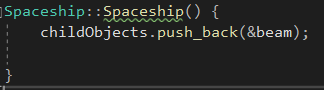 Spaceship::Spaceship() {
    childObjects.push_back(&beam);
}